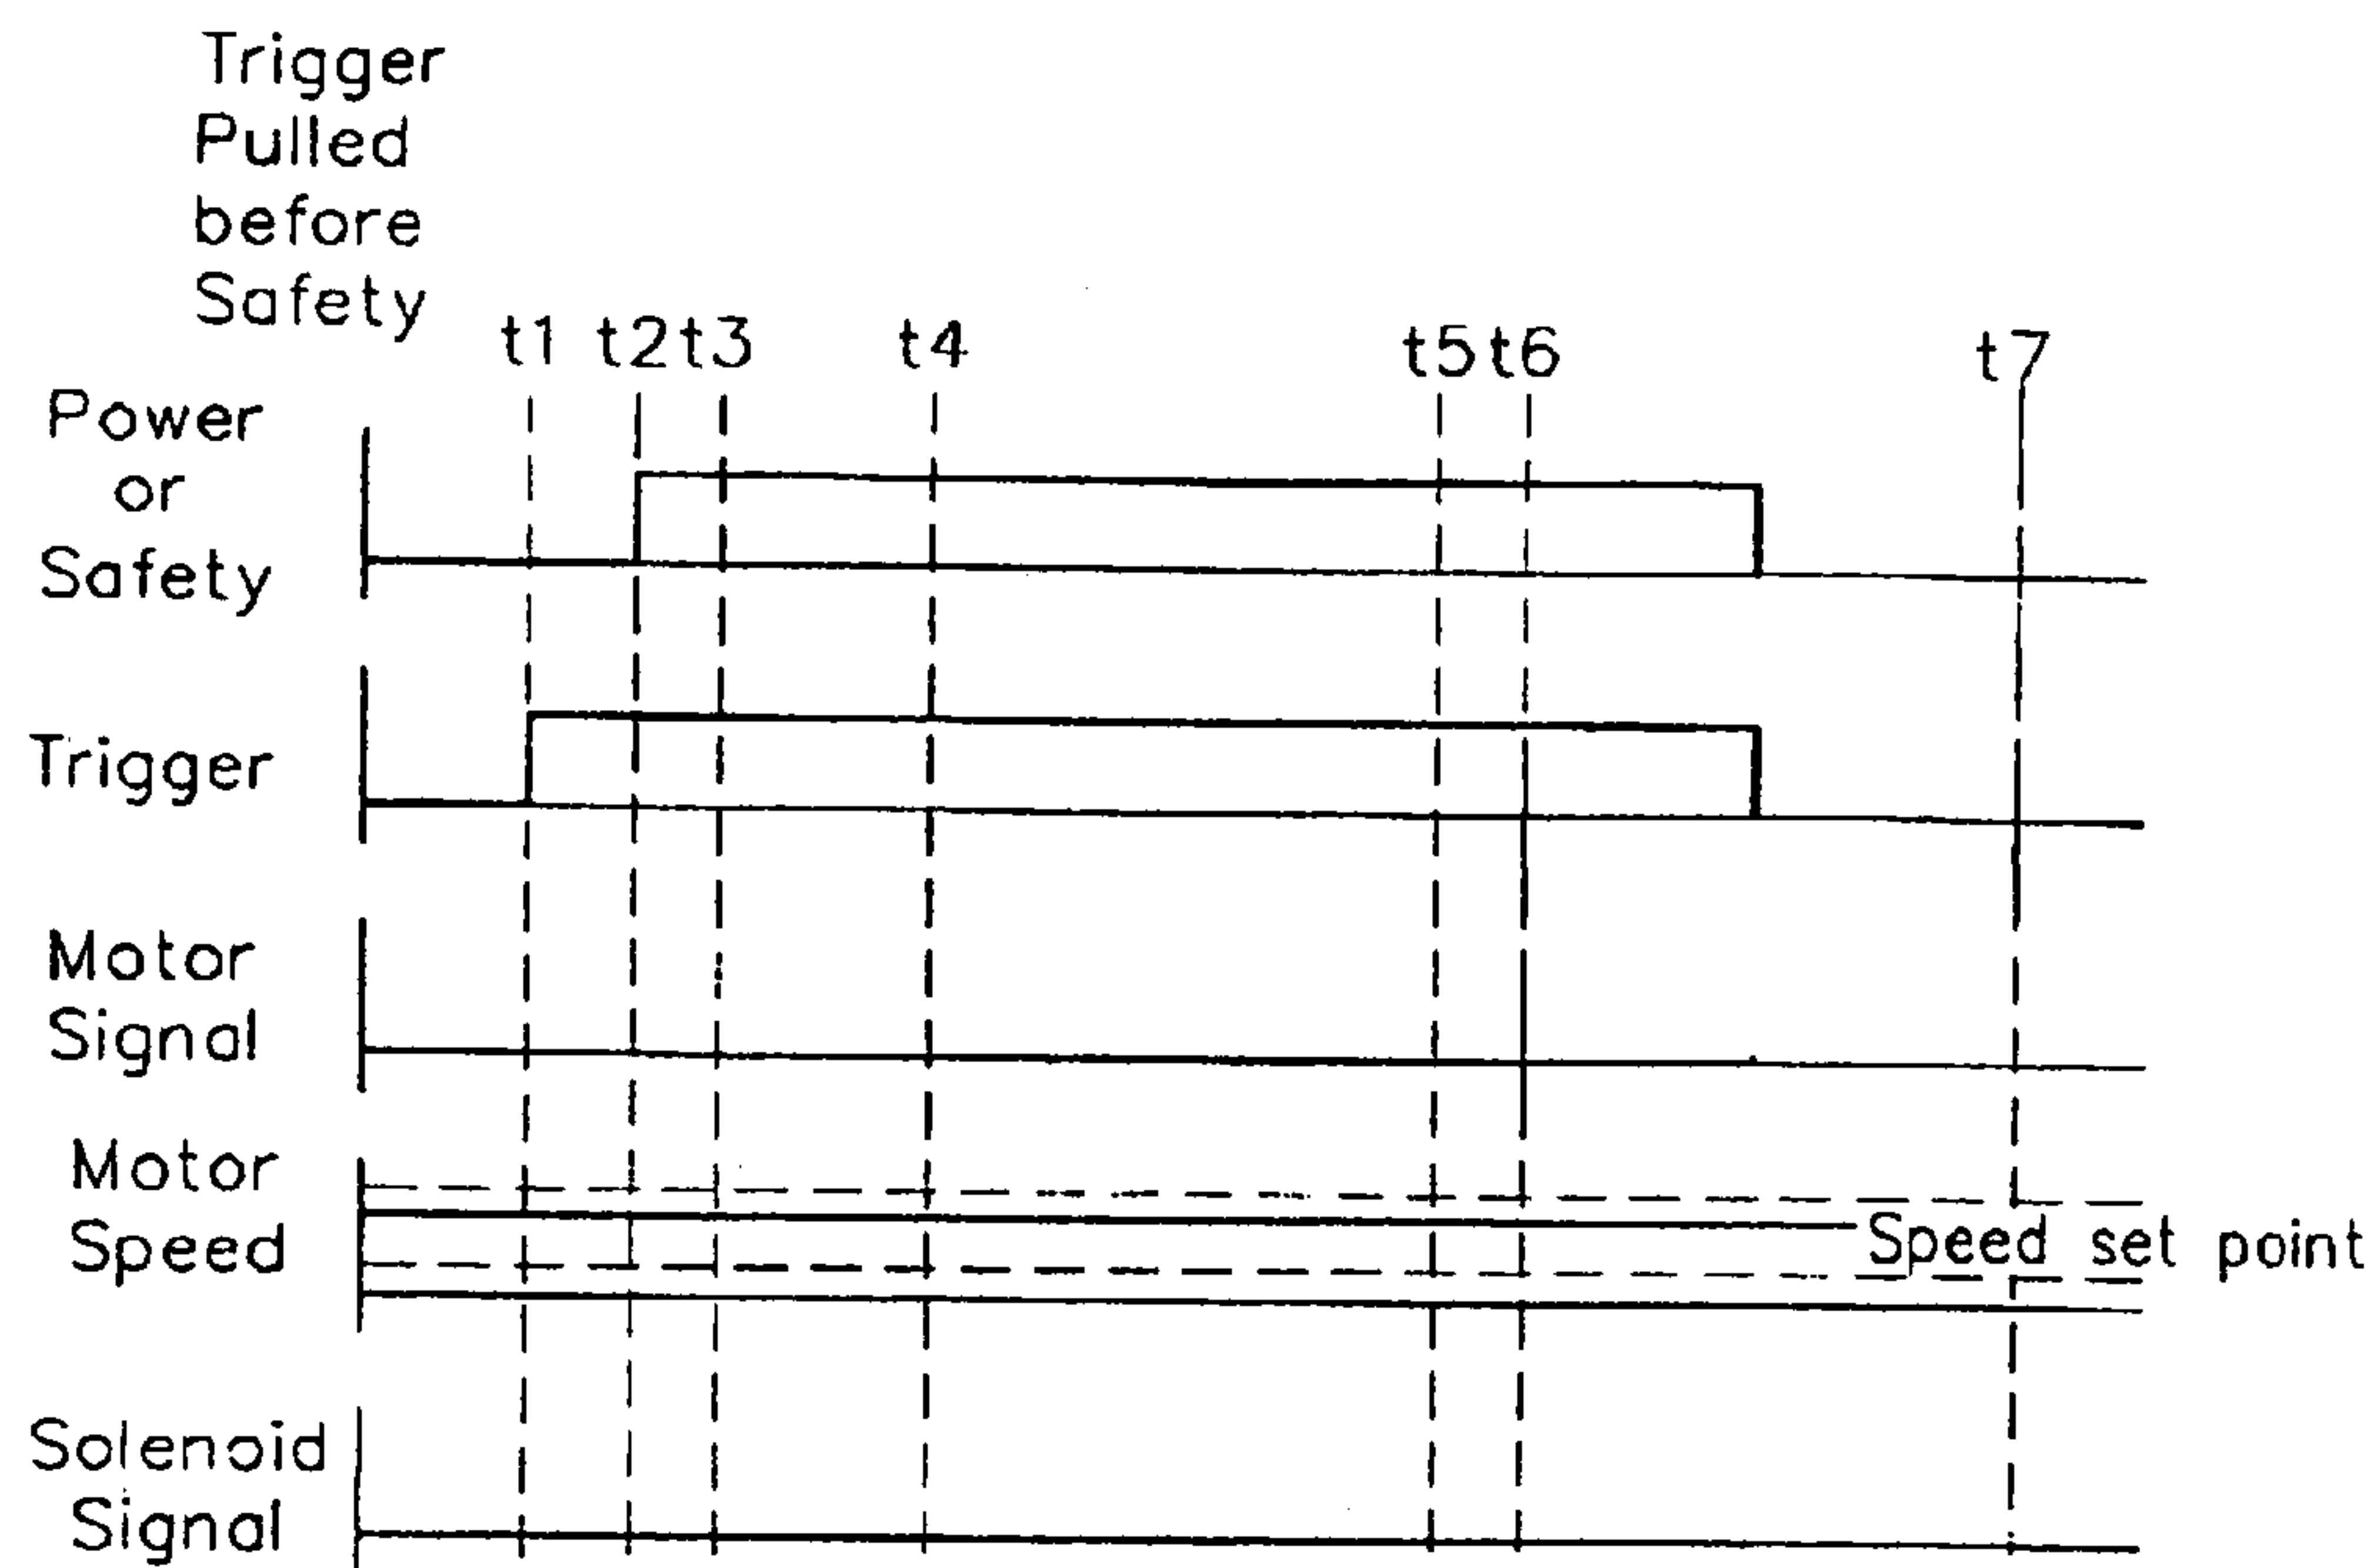 Trigger
Pulled
before
Safety
t1 t2 t3 t4 t5 t6 t7
Power
or
Safety
Trigger
Motor
Signal
Motor
Speed
Speed set point
Solenoid
Signal